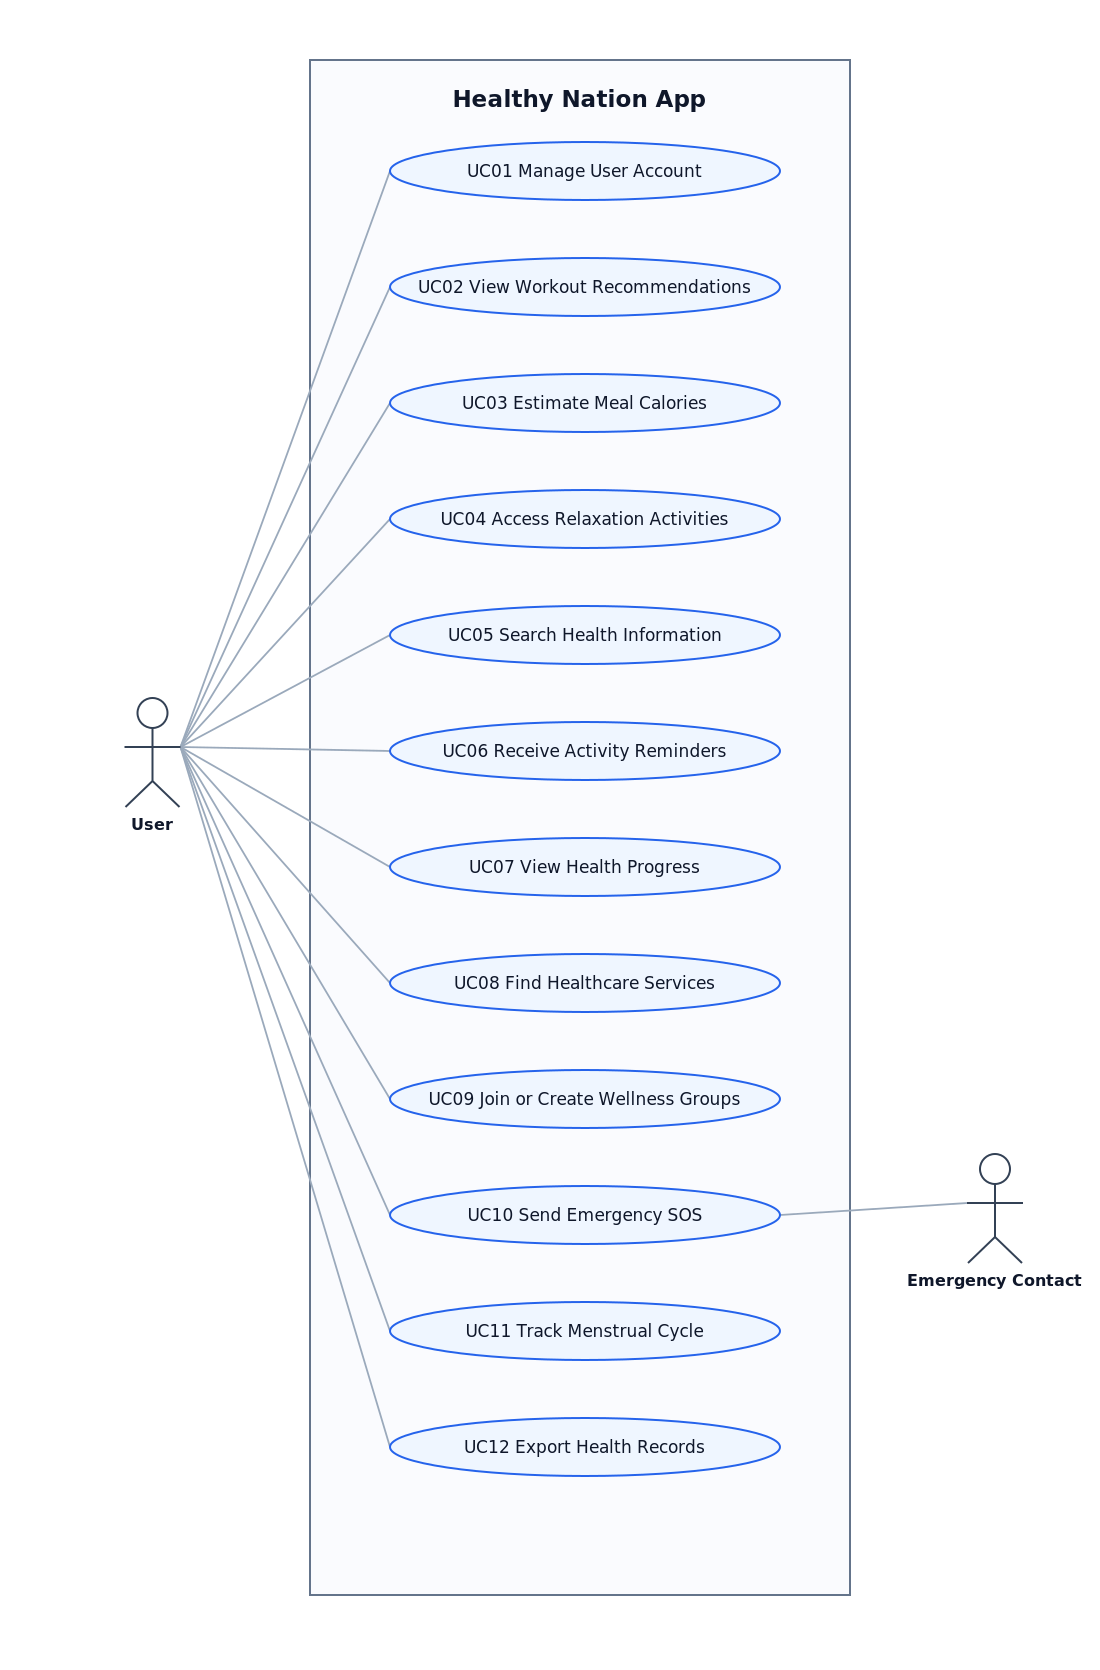 Healthy Nation App
UC01 Manage User Account
UC02 View Workout Recommendations
UC03 Estimate Meal Calories
UC04 Access Relaxation Activities
UC05 Search Health Information
UC06 Receive Activity Reminders
User
UC07 View Health Progress
UC08 Find Healthcare Services
UC09 Join or Create Wellness Groups
UC10 Send Emergency SOS
Emergency Contact
UC11 Track Menstrual Cycle
UC12 Export Health Records